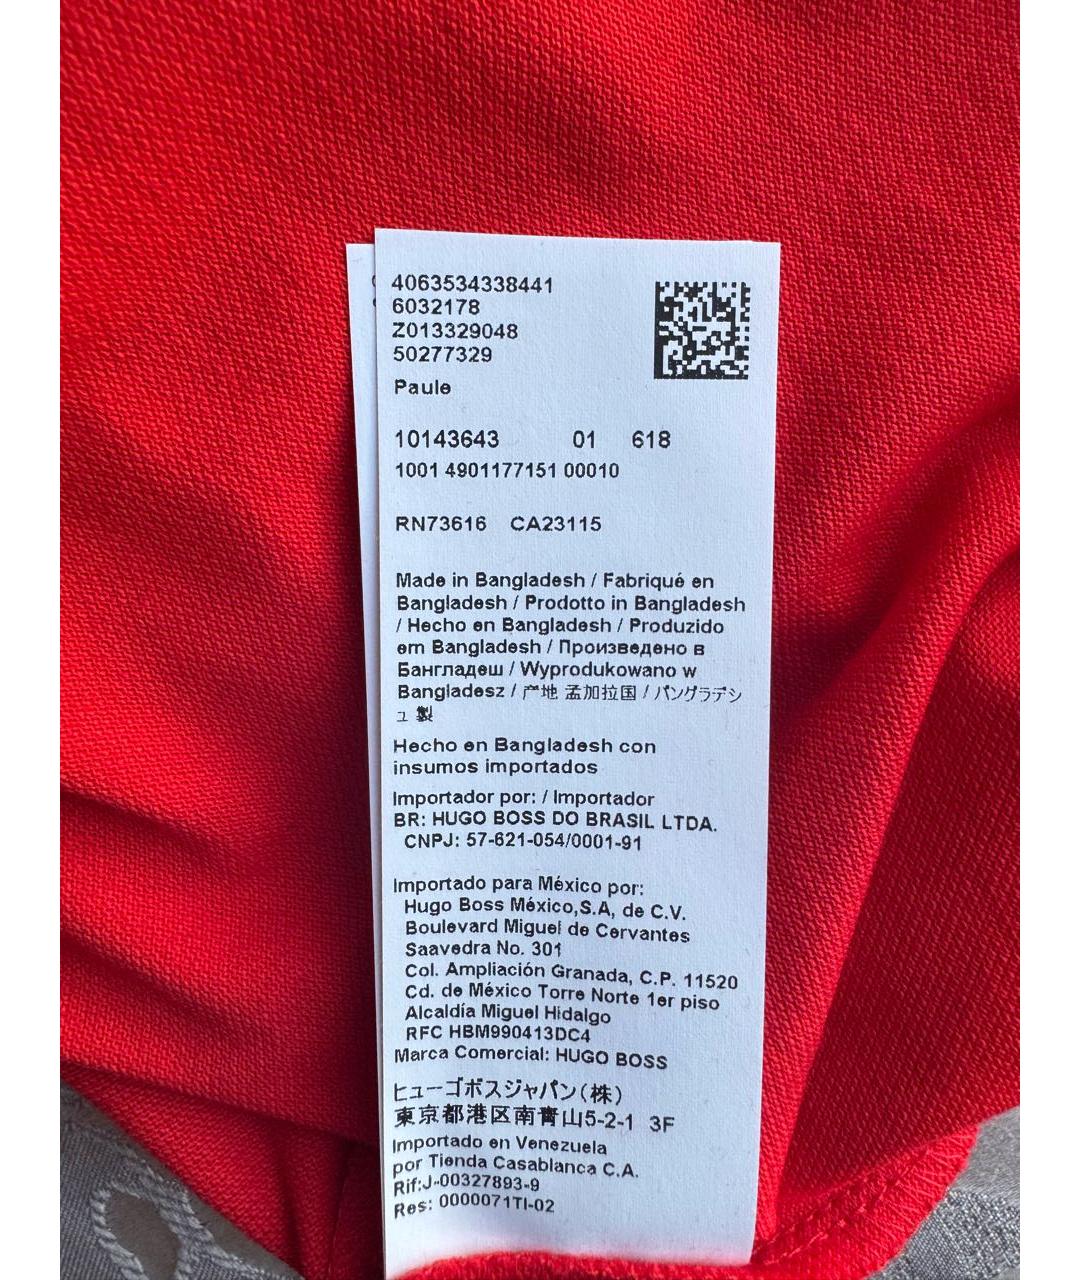 4063534338441
6032178
Z013329048
50277329
Paule
10143643 01 618
1001 4901177151 00010
RN73616 CA23115
Made in Bangladesh / Fabriqué en
Bangladesh / Prodotto in Bangladesh
/ Hecho en Bangladesh / Produzido
em Bangladesh / Произведено в
Бангладеш / Wyprodukowano w
Bangladesz / 产地 孟加拉国 / バングラデシ
ュ 製
Hecho en Bangladesh con
insumos importados
Importador por: / Importador
BR: HUGO BOSS DO BRASIL LTDA.
CNPJ: 57-621-054/0001-91
Importado para México por:
Hugo Boss México,S.A, de C.V.
Boulevard Miguel de Cervantes
Saavedra No. 301
Col. Ampliación Granada, C.P. 11520
Cd. de México Torre Norte 1er piso
Alcaldía Miguel Hidalgo
RFC HBM990413DC4
Marca Comercial: HUGO BOSS
ヒューゴボスジャパン(株)
東京都港区南青山5-2-1 3F
Importado en Venezuela
por Tienda Casablanca C.A.
Rif:J-00327893-9
Res: 0000071TI-02